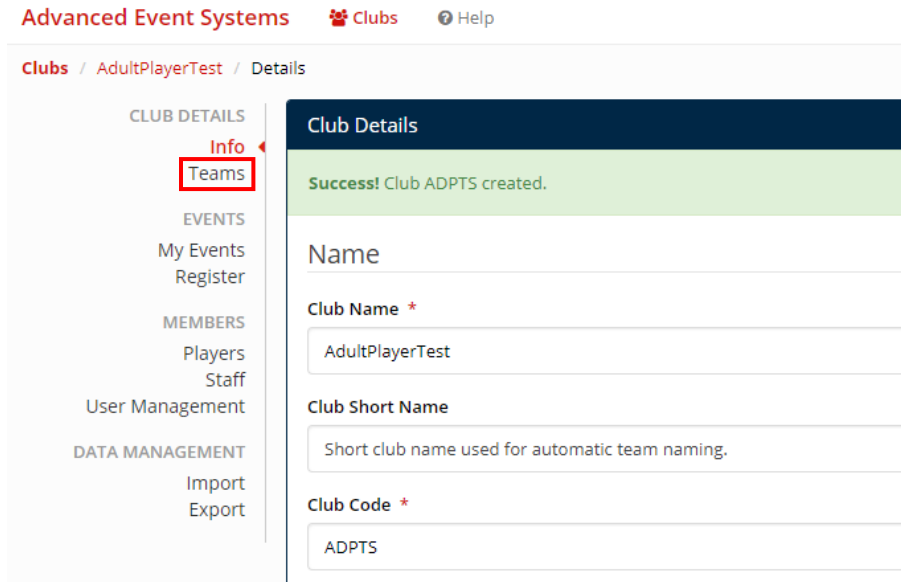 Advanced Event Systems Clubs Help
Clubs / AdultPlayerTest / Details
CLUB DETAILS
Info
Teams
EVENTS
My Events
Register
MEMBERS
Players
Staff
User Management
DATA MANAGEMENT
Import
Export
Club Details
Success! Club ADPTS created.
Name
Club Name *
AdultPlayerTest
Club Short Name
Short club name used for automatic team naming.
Club Code *
ADPTS